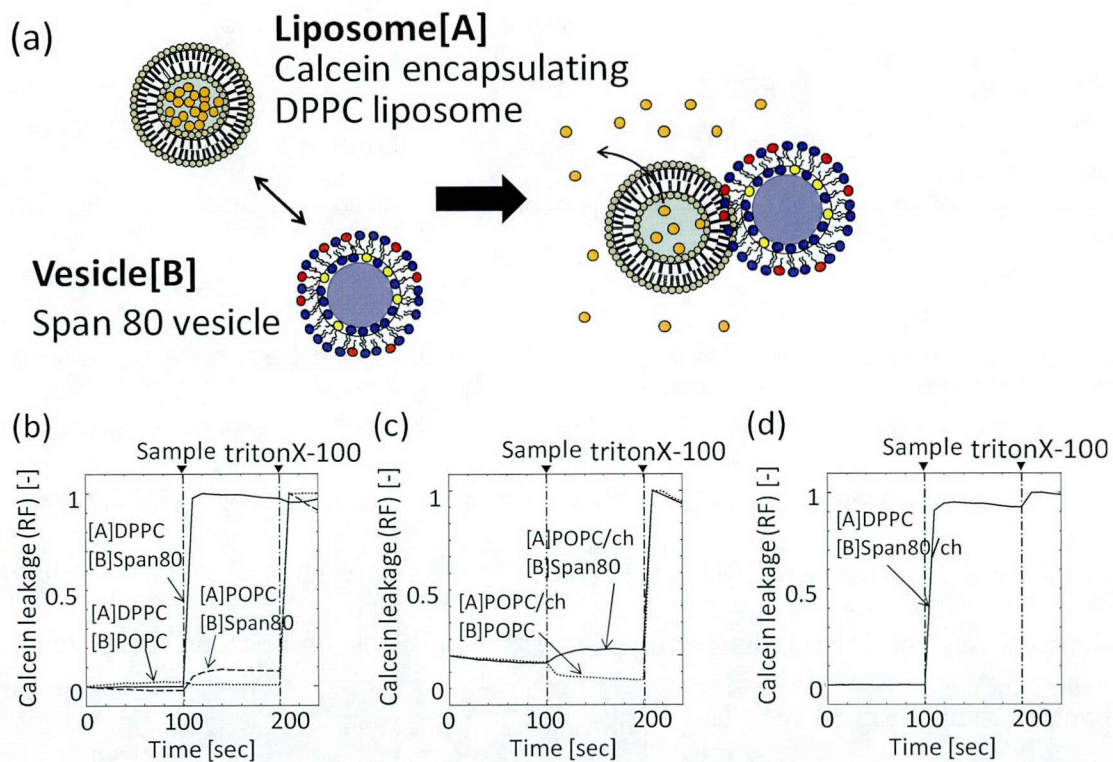 (a)
Liposome[A]
Calcein encapsulating
DPPC liposome
Vesicle[B]
Span 80 vesicle
(b)
Sample tritonX-100
Calcein leakage (RF) [-]
1
0.5
0
[A]DPPC
[B]Span80
[A]DPPC
[B]POPC
[A]POPC
[B]Span80
0 100 200
Time [sec]
(c)
Sample tritonX-100
Calcein leakage (RF) [-]
1
0.5
0
[A]POPC/ch
[B]Span80
[A]POPC/ch
[B]POPC
0 100 200
Time [sec]
(d)
Sample tritonX-100
Calcein leakage (RF) [-]
1
0.5
0
[A]DPPC
[B]Span80/ch
0 100 200
Time [sec]